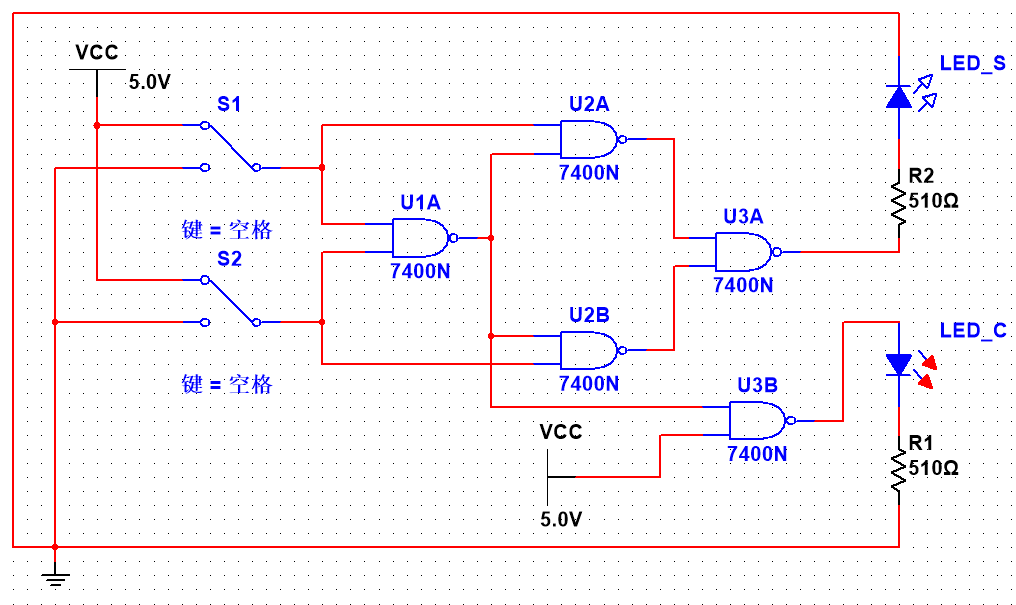 VCC
5.0V
S1
键 = 空格
S2
键 = 空格
U1A
7400N
U2A
7400N
U2B
7400N
U3A
7400N
U3B
7400N
VCC
5.0V
LED_S
R2
510Ω
LED_C
R1
510Ω